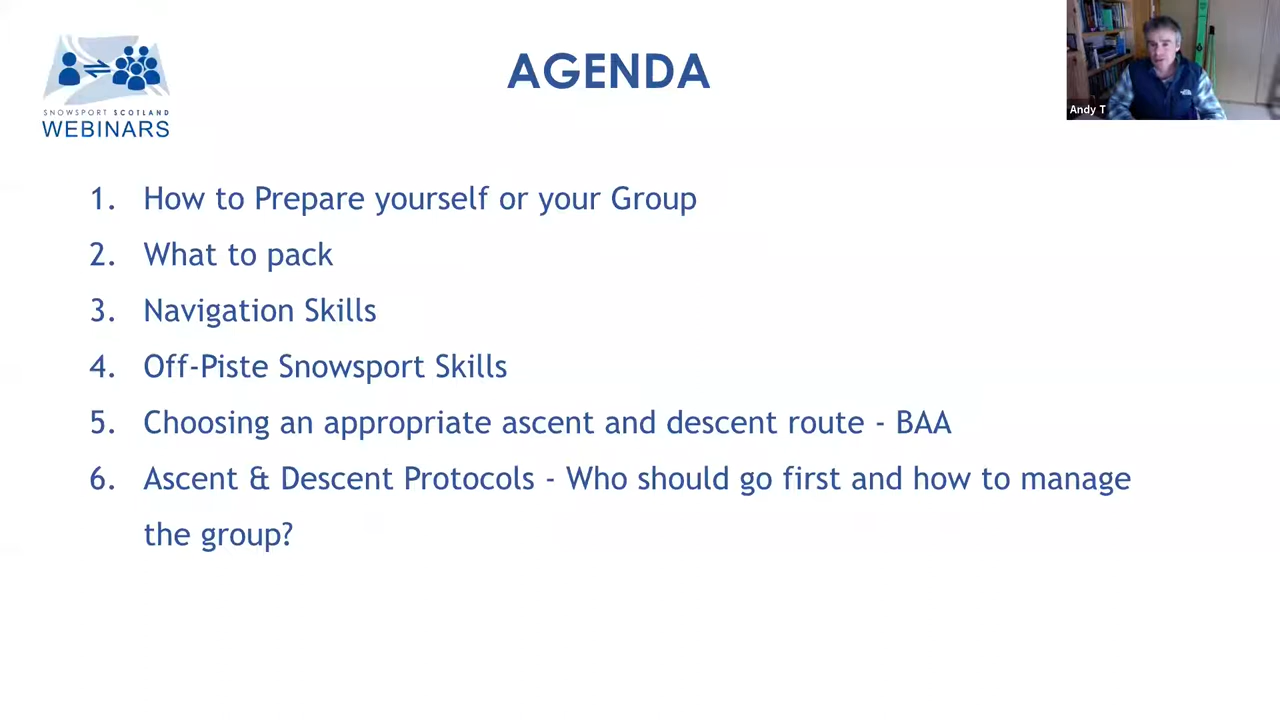 AGENDA
SNOWSPORT SCOTLAND
WEBINARS
Andy T
1. How to Prepare yourself or your Group
2. What to pack
3. Navigation Skills
4. Off-Piste Snowsport Skills
5. Choosing an appropriate ascent and descent route - BAA
6. Ascent & Descent Protocols - Who should go first and how to manage
the group?